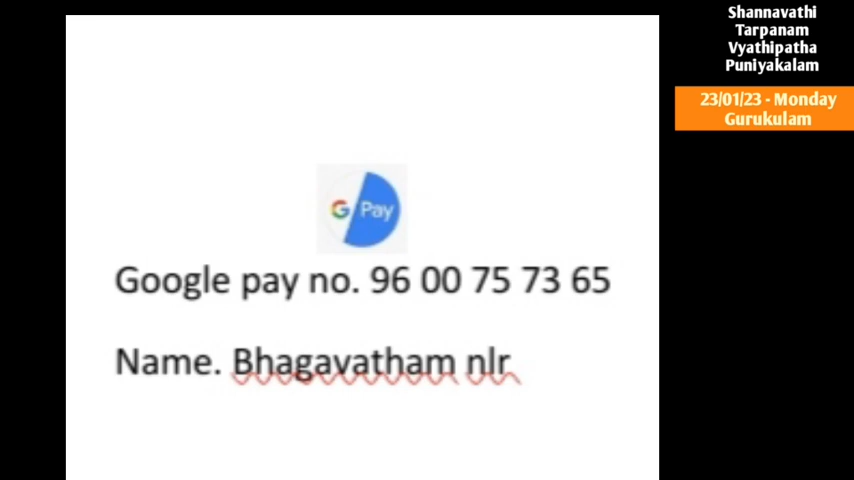 Shannavathi
Tarpanam
Vyathipatha
Puniyakalam
23/01/23 - Monday
Gurukulam
G Pay
Google pay no. 96 00 75 73 65
Name. Bhagavatham nlr